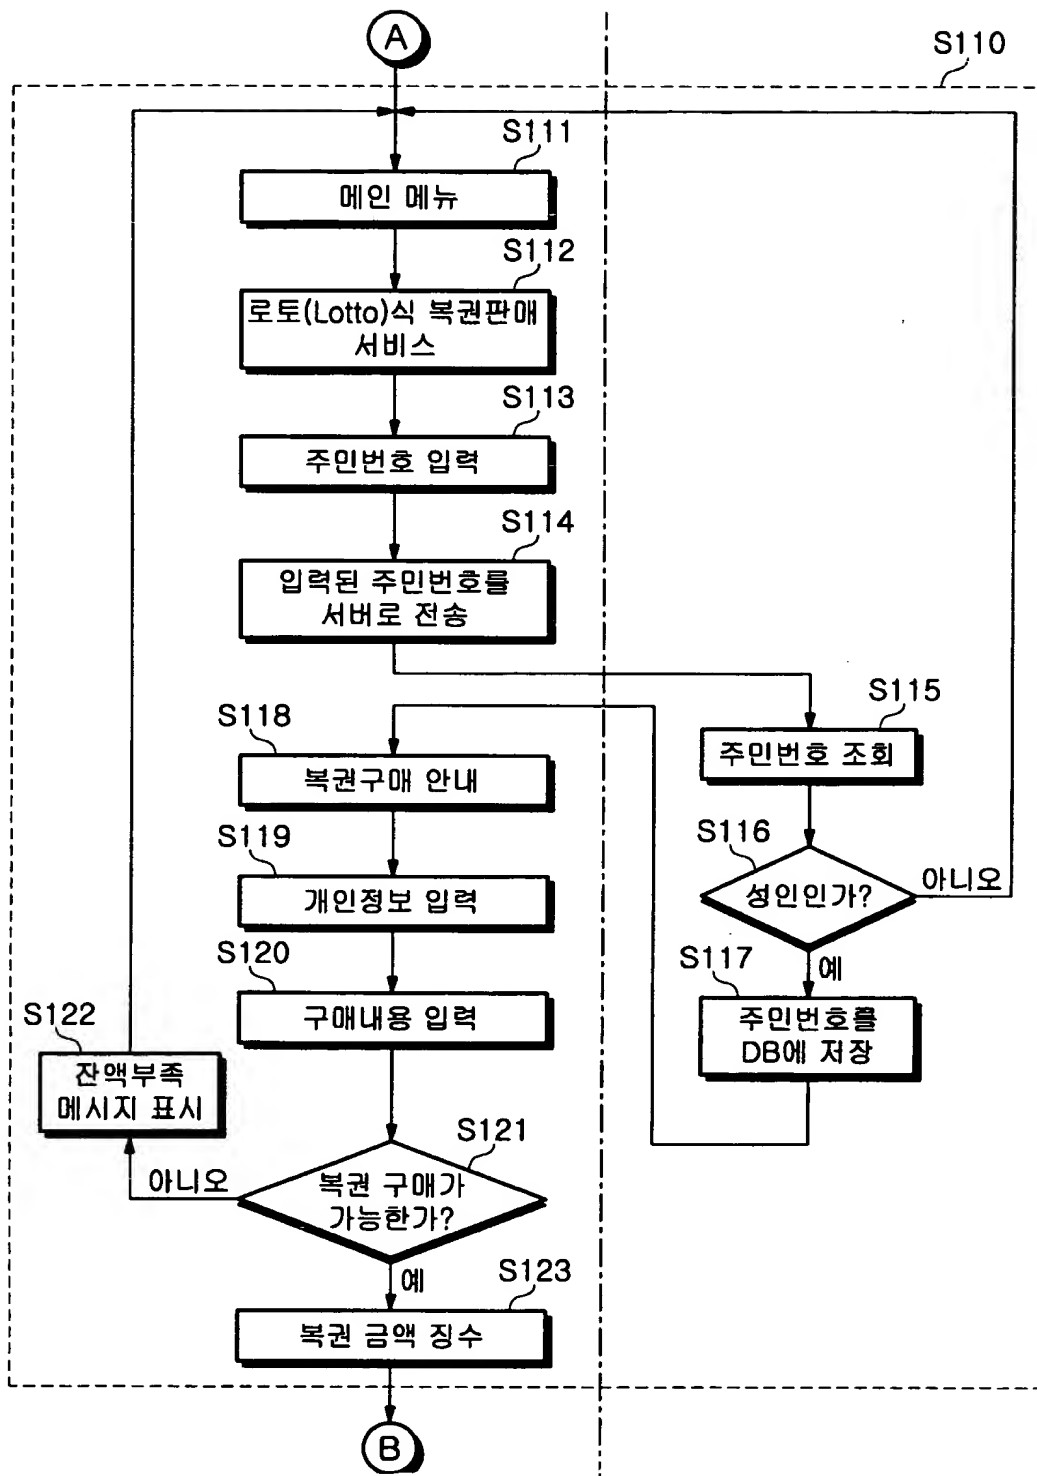 A
S110
S111
메인 메뉴
S112
로토(Lotto)식 복권판매
서비스
S113
주민번호 입력
S114
입력된 주민번호를
서버로 전송
S115
주민번호 조회
S116
성인인가?
아니오
예
S117
주민번호를
DB에 저장
S118
복권구매 안내
S119
개인정보 입력
S120
구매내용 입력
S121
복권 구매가
가능한가?
아니오
S122
잔액부족
메시지 표시
예
S123
복권 금액 징수
B